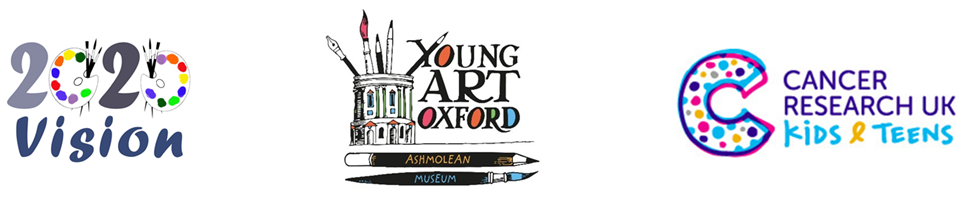 2020
Vision
YOUNG
ART
OXFORD
ASHMOLEAN
MUSEUM
CANCER
RESEARCH UK
KiDS & TEENS